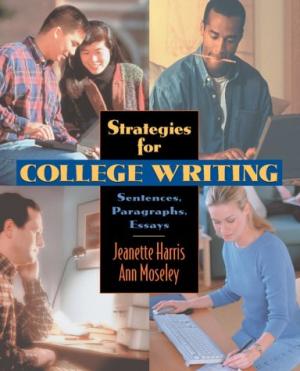 Strategies
for
COLLEGE WRITING
Sentences,
Paragraphs,
Essays
Jeanette Harris
Ann Moseley